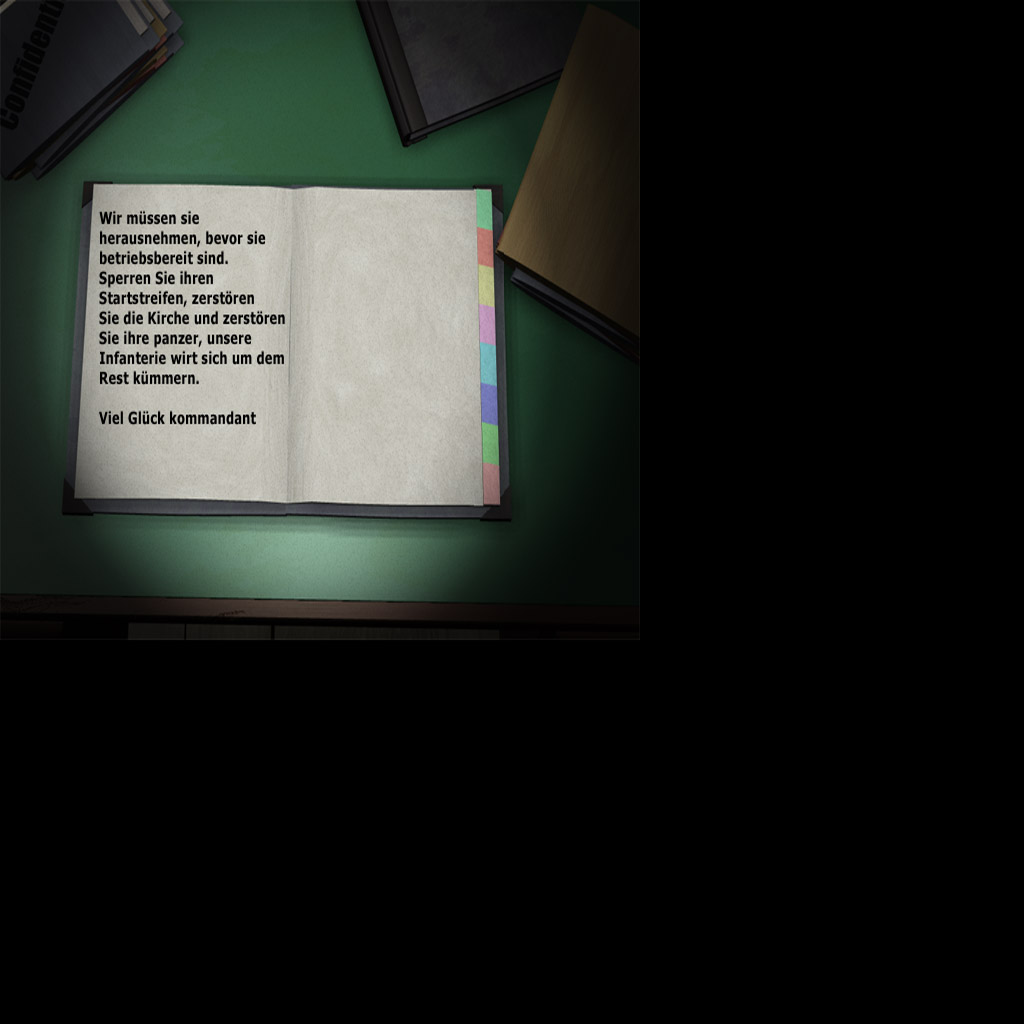 Confidenti
Wir müssen sie
herausnehmen, bevor sie
betriebsbereit sind.
Sperren Sie ihren
Startstreifen, zerstören
Sie die Kirche und zerstören
Sie ihre panzer, unsere
Infanterie wirt sich um dem
Rest kümmern.
Viel Glück kommandant